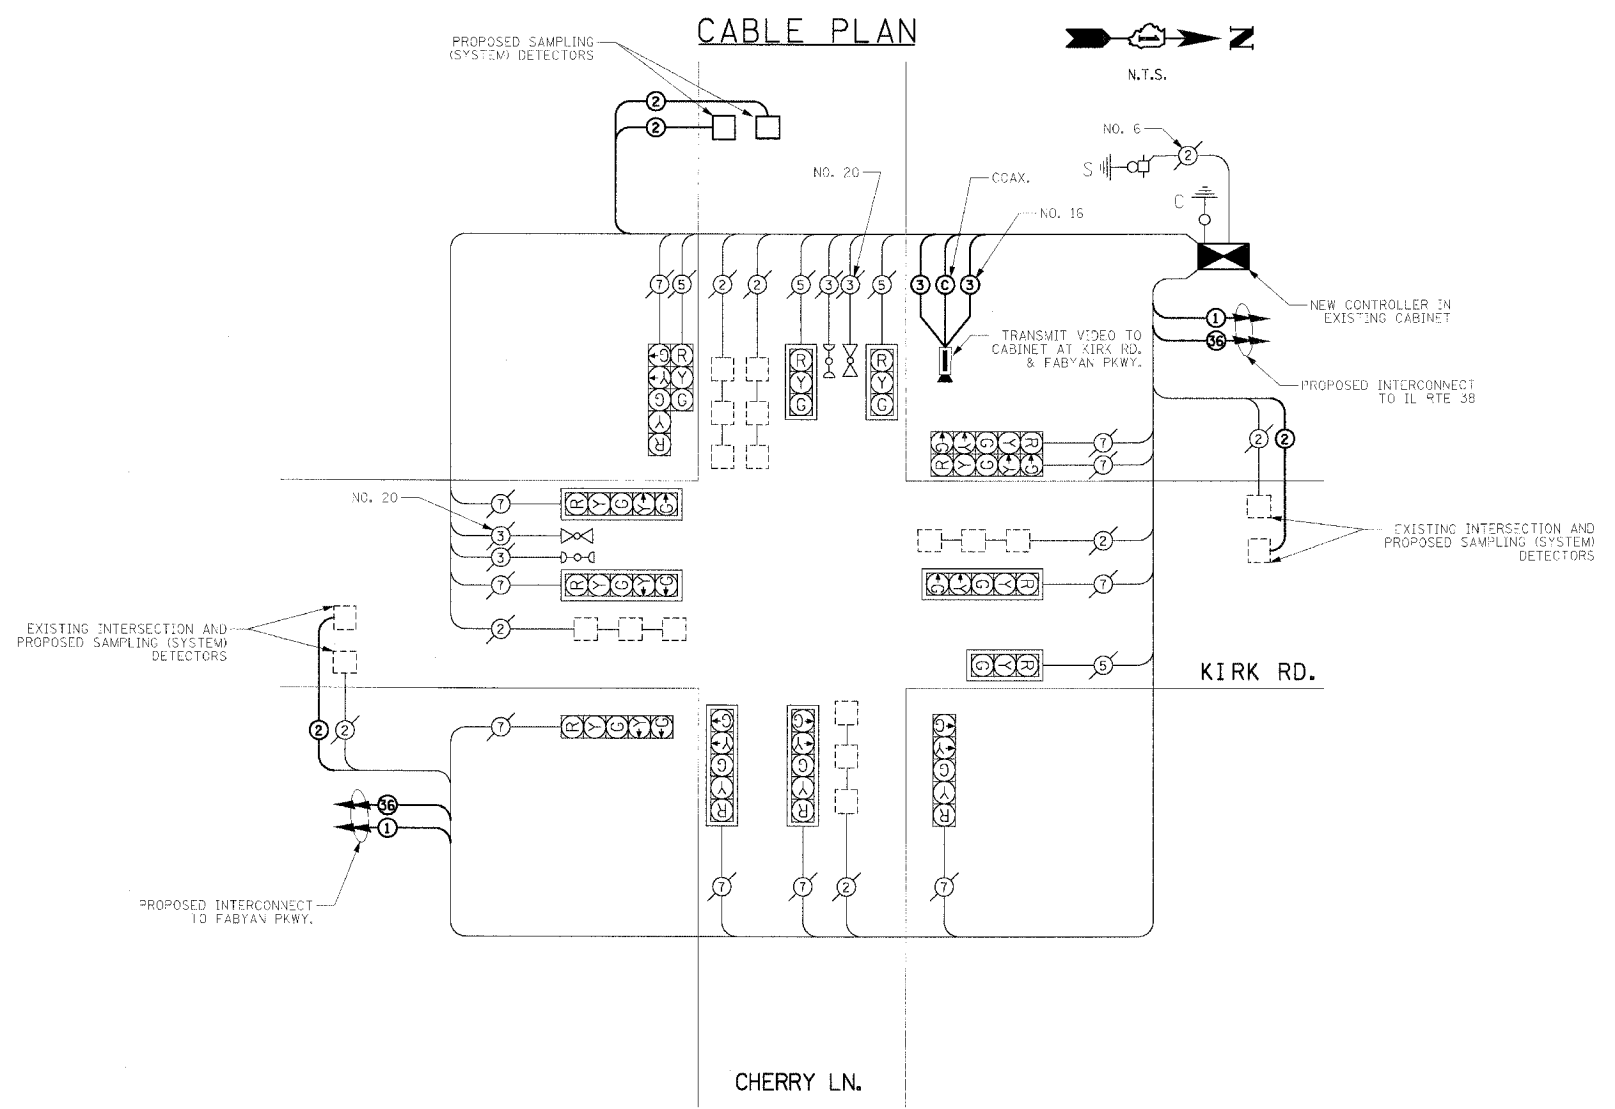 CABLE PLAN
N
1
N.T.S.
PROPOSED SAMPLING
(SYSTEM) DETECTORS
2
2
NO. 6
2
S
C
NO. 20
COAX.
NO. 16
7 5 2 2 5 3 3 5 3 C 3
NEW CONTROLLER IN
EXISTING CABINET
1
36
TRANSMIT VIDEO TO
CABINET AT KIRK RD.
& FABYAN PKWY.
PROPOSED INTERCONNECT
TO IL RTE 38
G Y G Y R
R Y G
R Y G
R Y G
G Y G Y R 7
R Y G Y G 7
2 2
NO. 20
7 R Y G Y G
3
3
7 R Y G Y G
2
2
G Y G Y R 7
G Y R 5
EXISTING INTERSECTION AND
PROPOSED SAMPLING (SYSTEM)
DETECTORS
EXISTING INTERSECTION AND
PROPOSED SAMPLING (SYSTEM)
DETECTORS
KIRK RD.
2 2
7 R Y G Y G
G Y G Y R
G Y G Y R
G Y G Y R
36
1
7 7 2 7
PROPOSED INTERCONNECT
TO FABYAN PKWY.
CHERRY LN.